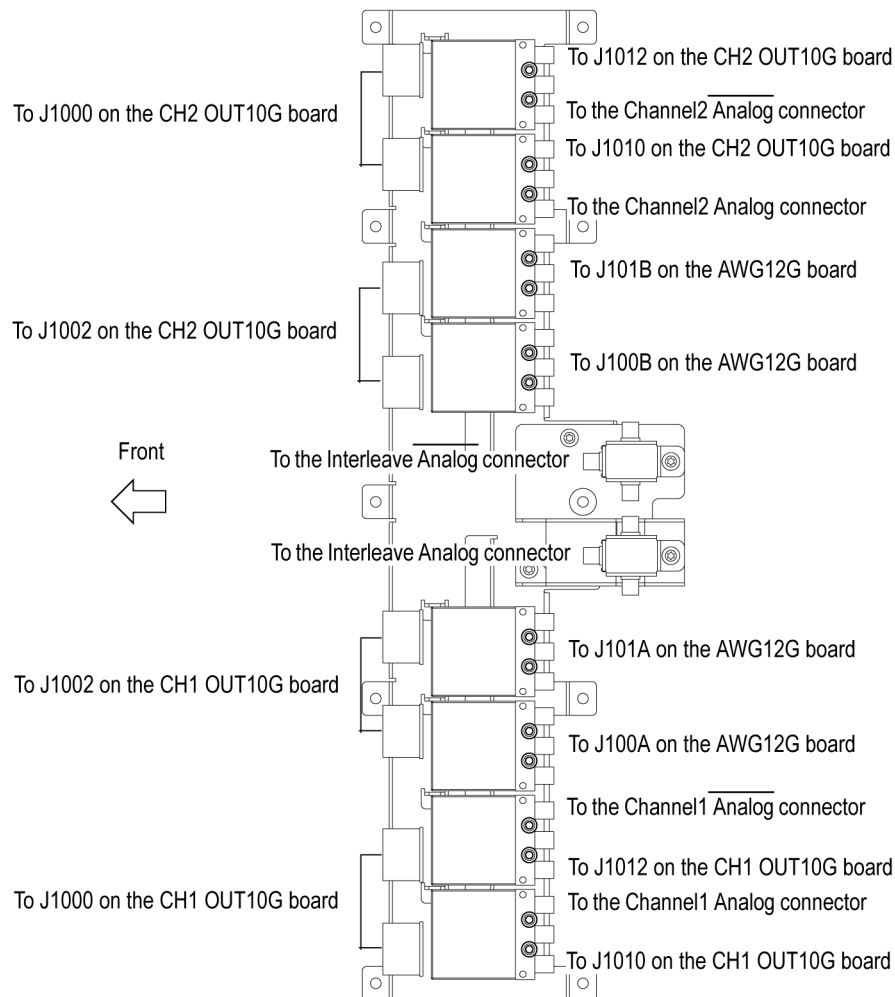 To J1012 on the CH2 OUT10G board
To J1000 on the CH2 OUT10G board
To the Channel2 Analog connector
To J1010 on the CH2 OUT10G board
To the Channel2 Analog connector
To J101B on the AWG12G board
To J1002 on the CH2 OUT10G board
To J100B on the AWG12G board
Front
To the Interleave Analog connector
To the Interleave Analog connector
To J101A on the AWG12G board
To J1002 on the CH1 OUT10G board
To J100A on the AWG12G board
To the Channel1 Analog connector
To J1012 on the CH1 OUT10G board
To J1000 on the CH1 OUT10G board
To the Channel1 Analog connector
To J1010 on the CH1 OUT10G board